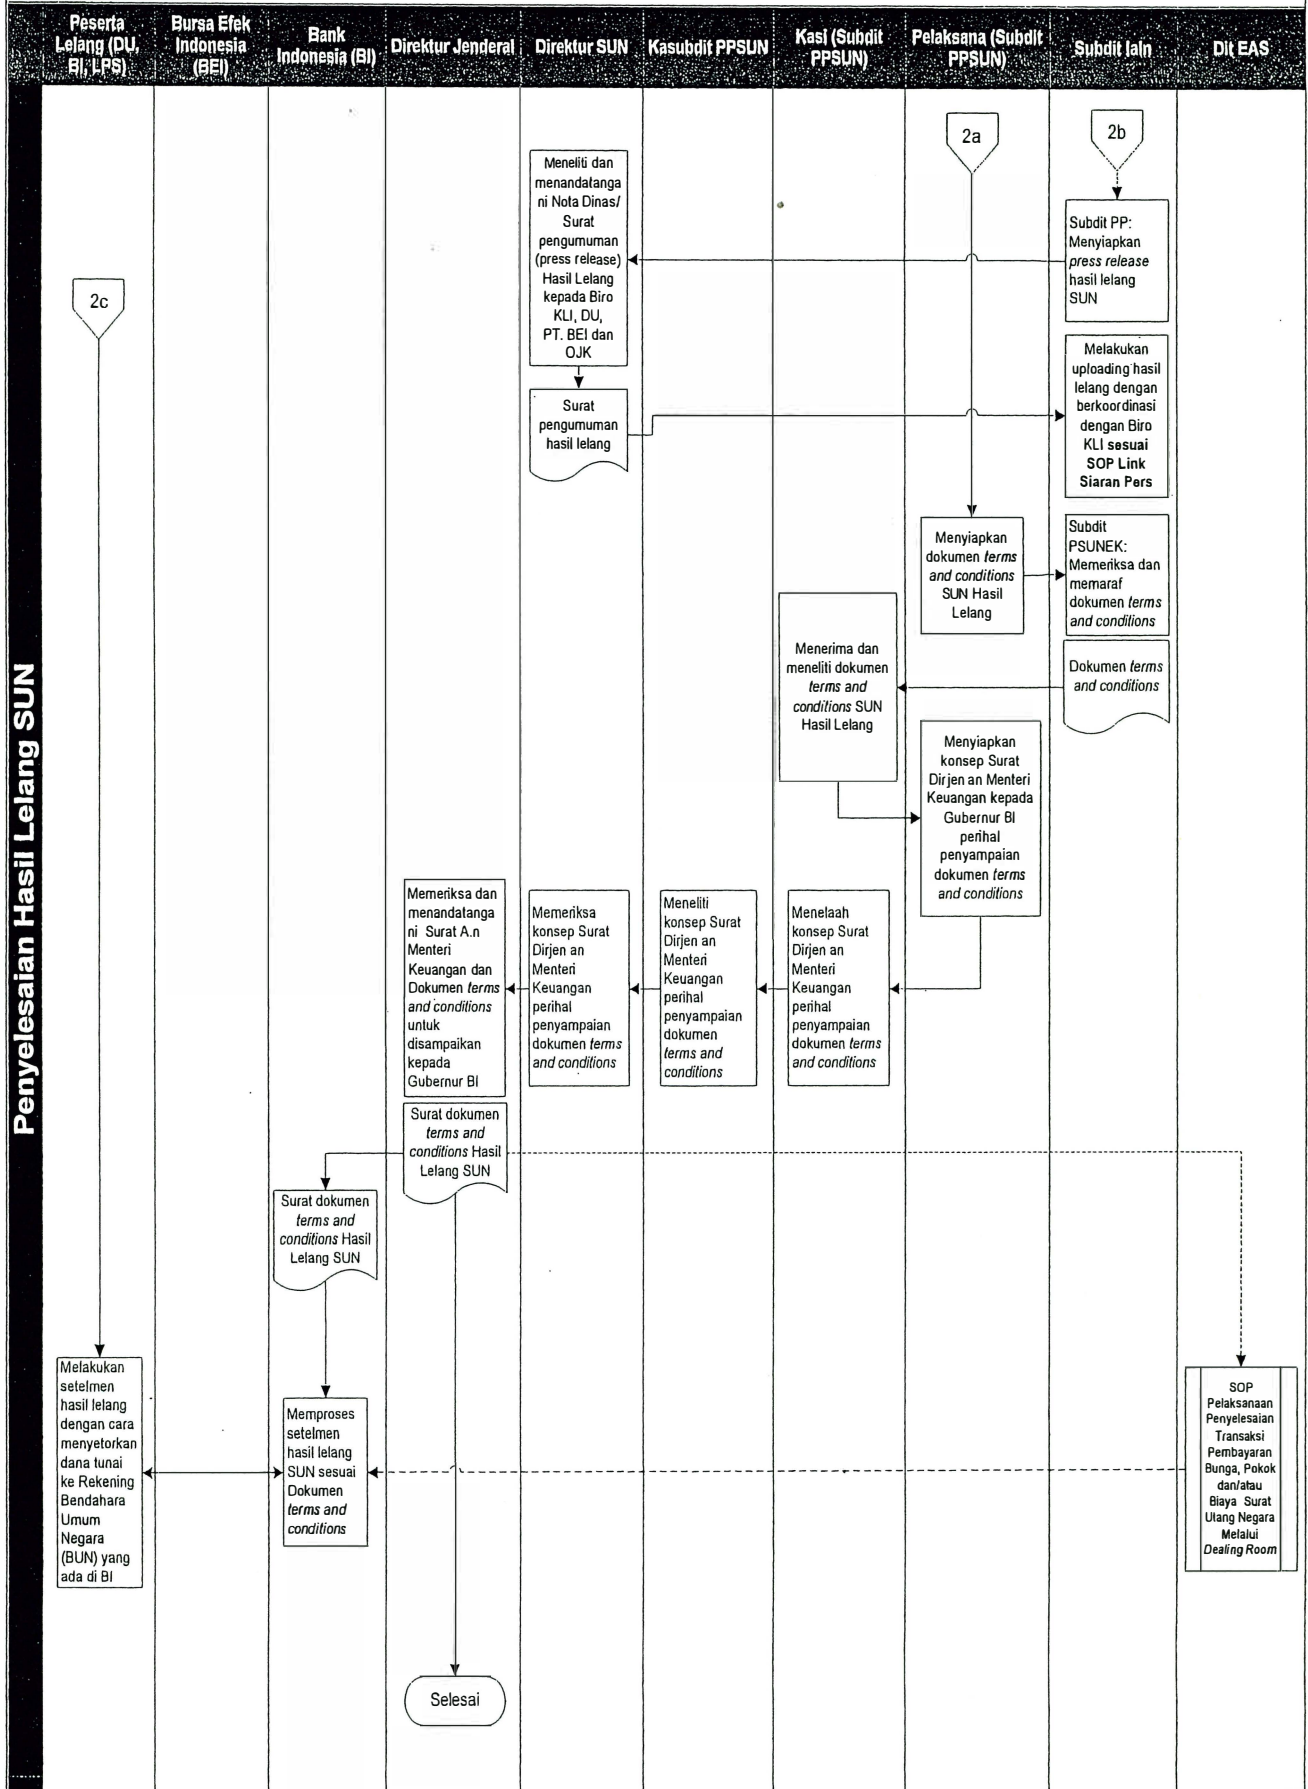 Peserta
Lelang (DU,
BI, LPS)
Bursa Efek
Indonesia
(BEI)
Bank
Indonesia (BI)
Direktur Jenderal
Direktur SUN
Kasubdit PPSUN
Kasi (Subdit
PPSUN)
Pelaksana (Subdit
PPSUN)
Subdit lain
Dit EAS
Penyelesaian Hasil Lelang SUN
2a
2b
Meneliti dan
menandatanga
ni Nota Dinas/
Surat
pengumuman
(press release)
Hasil Lelang
kepada Biro
KLI, DU,
PT. BEI dan
OJK
Subdit PP:
Menyiapkan
press release
hasil lelang
SUN
2c
Surat
pengumuman
hasil lelang
Melakukan
uploading hasil
lelang dengan
berkoordinasi
dengan Biro
KLI sesuai
SOP Link
Siaran Pers
Menyiapkan
dokumen terms
and conditions
SUN Hasil
Lelang
Subdit
PSUNEK:
Memeriksa dan
memaraf
dokumen terms
and conditions
Menerima dan
meneliti dokumen
terms and
conditions SUN
Hasil Lelang
Dokumen terms
and conditions
Menyiapkan
konsep Surat
Dirjen an Menteri
Keuangan kepada
Gubernur BI
perihal
penyampaian
dokumen terms
and conditions
Memeriksa dan
menandatanga
ni Surat A.n
Menteri
Keuangan dan
Dokumen terms
and conditions
untuk
disampaikan
kepada
Gubernur BI
Memeriksa
konsep Surat
Dirjen an
Menteri
Keuangan
perihal
penyampaian
dokumen terms
and conditions
Meneliti
konsep Surat
Dirjen an
Menteri
Keuangan
perihal
penyampaian
dokumen
terms and
conditions
Menelaah
konsep Surat
Dirjen an
Menteri
Keuangan
perihal
penyampaian
dokumen terms
and conditions
Surat dokumen
terms and
conditions Hasil
Lelang SUN
Surat dokumen
terms and
conditions Hasil
Lelang SUN
Melakukan
setelmen
hasil lelang
dengan cara
menyetorkan
dana tunai
ke Rekening
Bendahara
Umum
Negara
(BUN) yang
ada di BI
Memproses
setelmen
hasil lelang
SUN sesuai
Dokumen
terms and
conditions
SOP
Pelaksanaan
Penyelesaian
Transaksi
Pembayaran
Bunga, Pokok
dan/atau
Biaya Surat
Utang Negara
Melalui
Dealing Room
Selesai